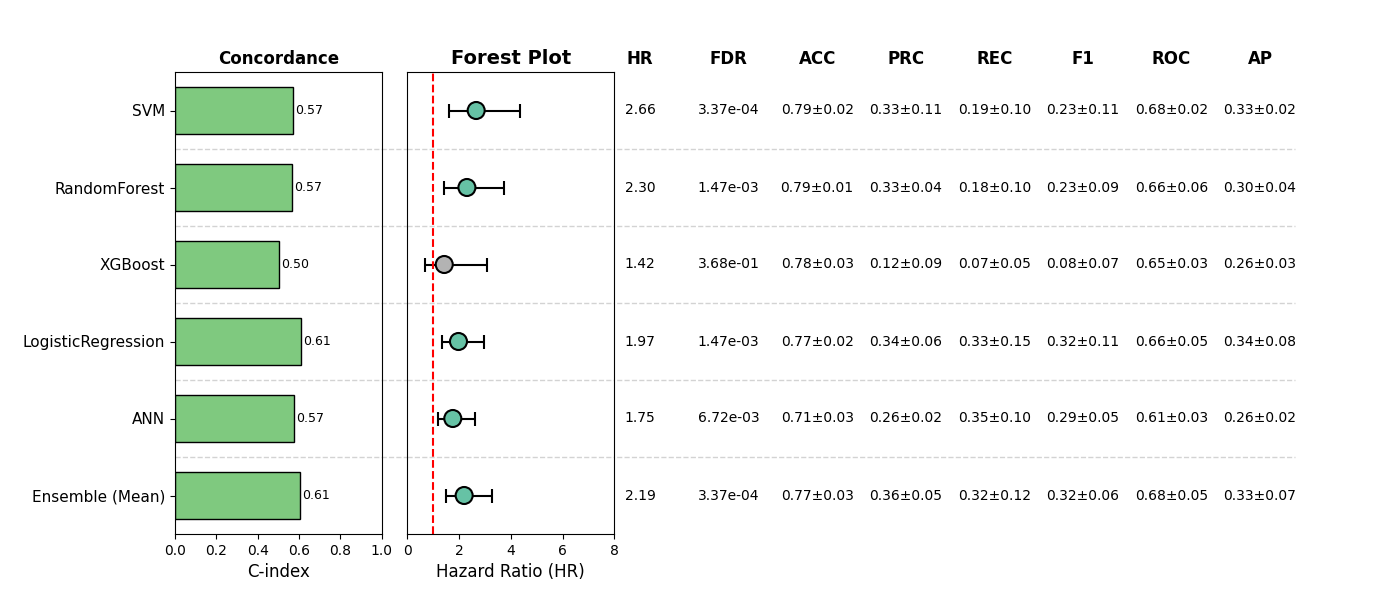 Concordance Forest Plot HR FDR ACC PRC REC F1 ROC AP
SVM 0.57 2.66 3.37e-04 0.79±0.02 0.33±0.11 0.19±0.10 0.23±0.11 0.68±0.02 0.33±0.02
RandomForest 0.57 2.30 1.47e-03 0.79±0.01 0.33±0.04 0.18±0.10 0.23±0.09 0.66±0.06 0.30±0.04
XGBoost 0.50 1.42 3.68e-01 0.78±0.03 0.12±0.09 0.07±0.05 0.08±0.07 0.65±0.03 0.26±0.03
LogisticRegression 0.61 1.97 1.47e-03 0.77±0.02 0.34±0.06 0.33±0.15 0.32±0.11 0.66±0.05 0.34±0.08
ANN 0.57 1.75 6.72e-03 0.71±0.03 0.26±0.02 0.35±0.10 0.29±0.05 0.61±0.03 0.26±0.02
Ensemble (Mean) 0.61 2.19 3.37e-04 0.77±0.03 0.36±0.05 0.32±0.12 0.32±0.06 0.68±0.05 0.33±0.07
0.0 0.2 0.4 0.6 0.8 1.0 0 2 4 6 8
C-index Hazard Ratio (HR)